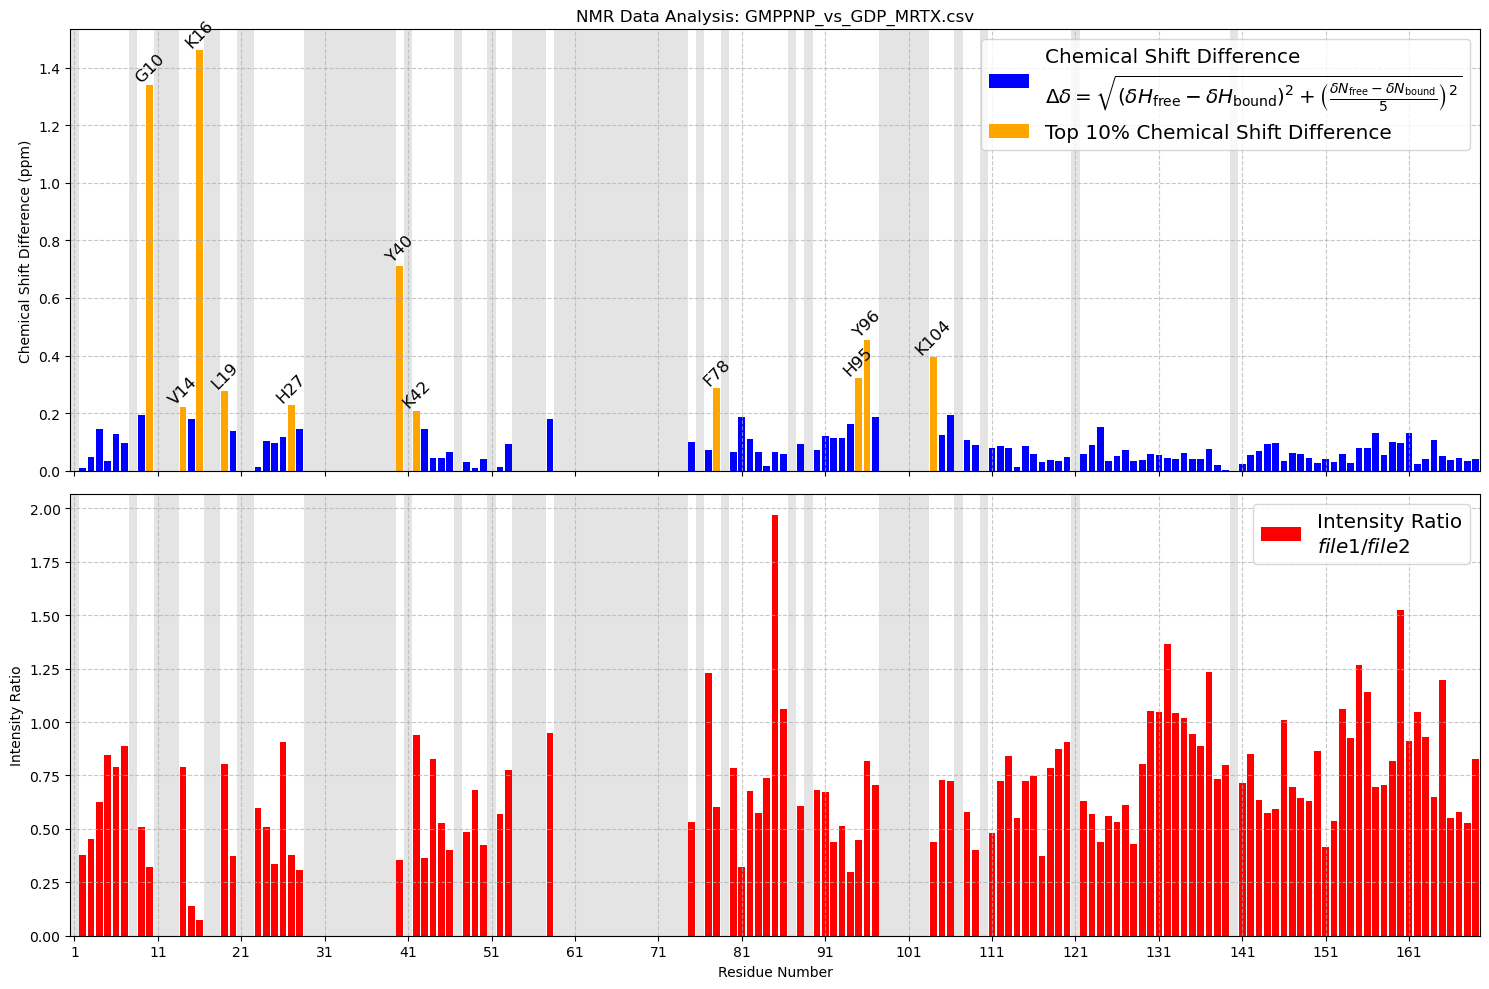 NMR Data Analysis: GMPPNP_vs_GDP_MRTX.csv
Chemical Shift Difference (ppm)
1.4
1.2
1.0
0.8
0.6
0.4
0.2
0.0
G10
V14
K16
L19
H27
Y40
K42
F78
H95
Y96
K104
Chemical Shift Difference
Δδ = √(δH_free − δH_bound)² + (δN_free − δN_bound / 5)²
Top 10% Chemical Shift Difference
Intensity Ratio
2.00
1.75
1.50
1.25
1.00
0.75
0.50
0.25
0.00
Intensity Ratio
file1/file2
1 11 21 31 41 51 61 71 81 91 101 111 121 131 141 151 161
Residue Number